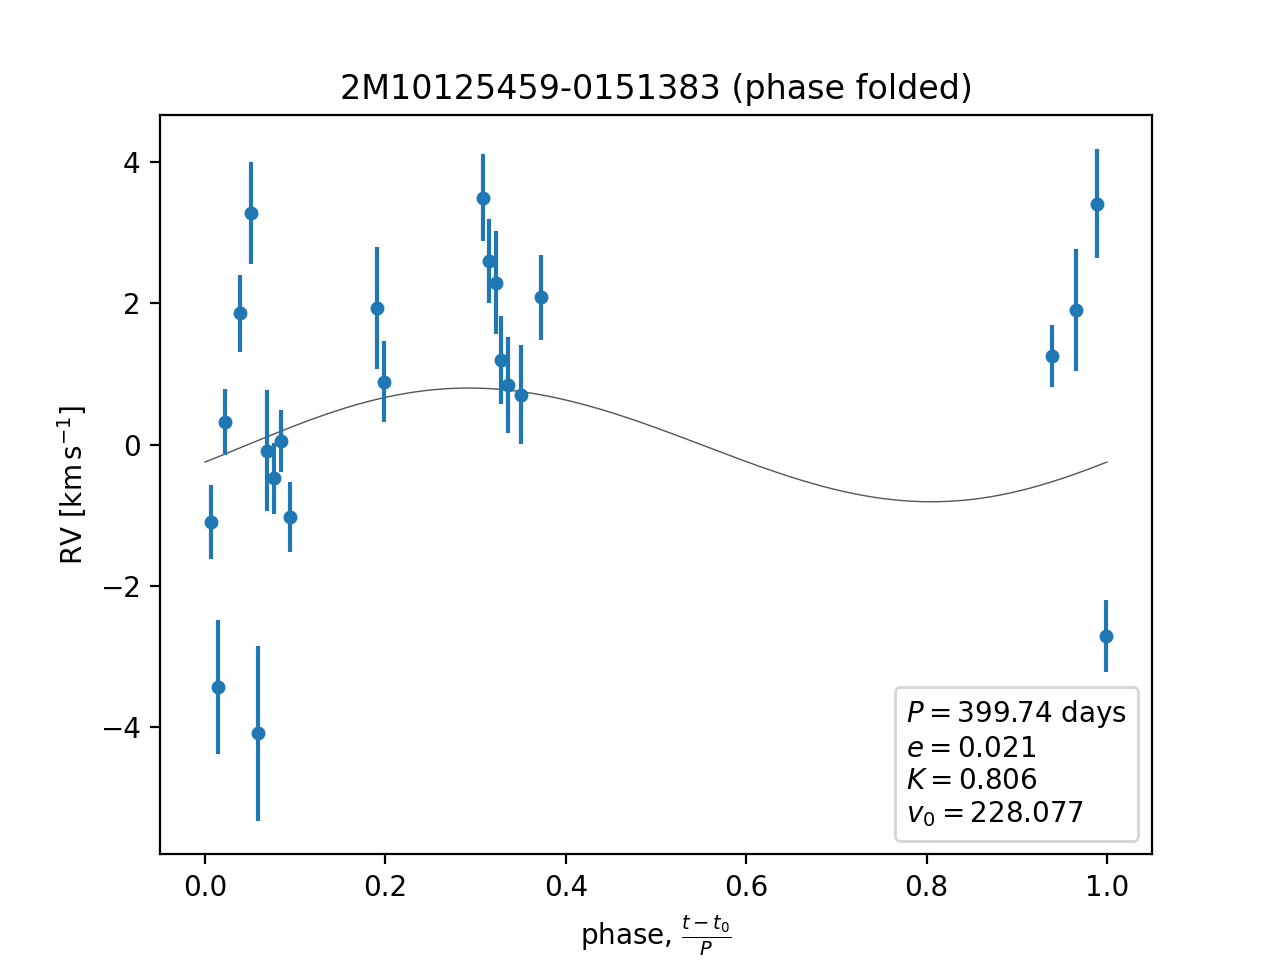 2M10125459-0151383 (phase folded)
4
2
0
−2
−4
RV [km s⁻¹]
P = 399.74 days
e = 0.021
K = 0.806
v₀ = 228.077
0.0 0.2 0.4 0.6 0.8 1.0
phase, (t − t₀)/P